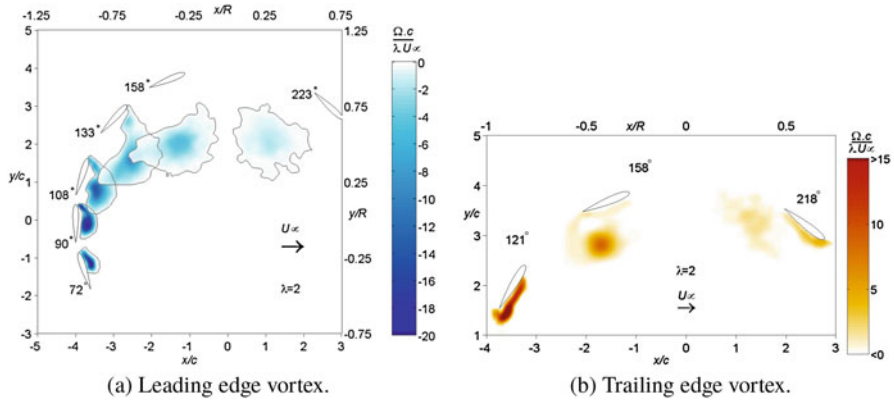 x/R
-1.25 -0.75 -0.25 0.25 0.75
Ω.c
λ.U∝
5 4 3 2 1 0 -1 -2 -3
y/c
1.25 0.75 0.25 -0.25 -0.75
y/R
158°
133°
108°
90°
72°
223°
U∝
λ=2
-5 -4 -3 -2 -1 0 1 2 3
x/c
0 -2 -4 -6 -8 -10 -12 -14 -16 -18 -20
(a) Leading edge vortex.
-1 -0.5 0 0.5
x/R
Ω.c
λ.U∝
5 4 3 2 1
y/c
158°
218°
121°
λ=2
U∝
-4 -3 -2 -1 0 1 2 3
x/c
>15 10 5 <0
(b) Trailing edge vortex.